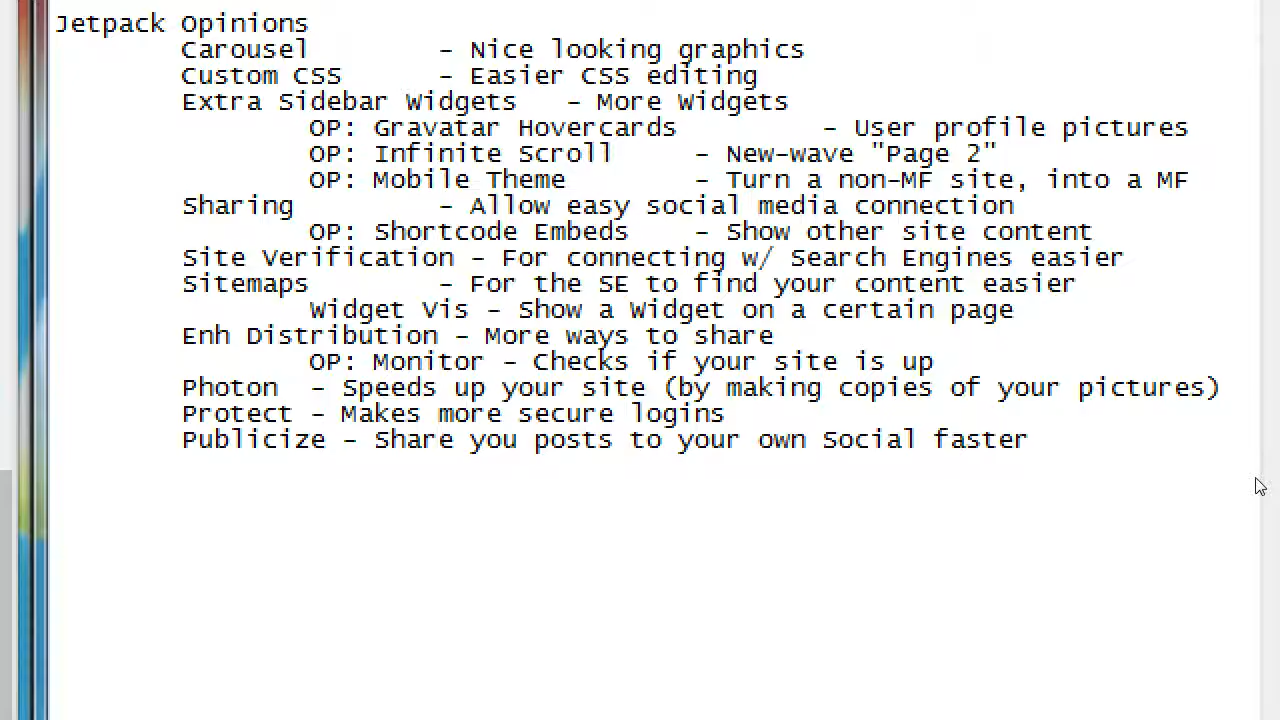 Jetpack Opinions
Carousel - Nice looking graphics
Custom CSS - Easier CSS editing
Extra Sidebar Widgets - More Widgets
OP: Gravatar Hovercards - User profile pictures
OP: Infinite Scroll - New-wave "Page 2"
OP: Mobile Theme - Turn a non-MF site, into a MF
Sharing - Allow easy social media connection
OP: Shortcode Embeds - Show other site content
Site Verification - For connecting w/ Search Engines easier
Sitemaps - For the SE to find your content easier
Widget Vis - Show a Widget on a certain page
Enh Distribution - More ways to share
OP: Monitor - Checks if your site is up
Photon - Speeds up your site (by making copies of your pictures)
Protect - Makes more secure logins
Publicize - Share you posts to your own Social faster